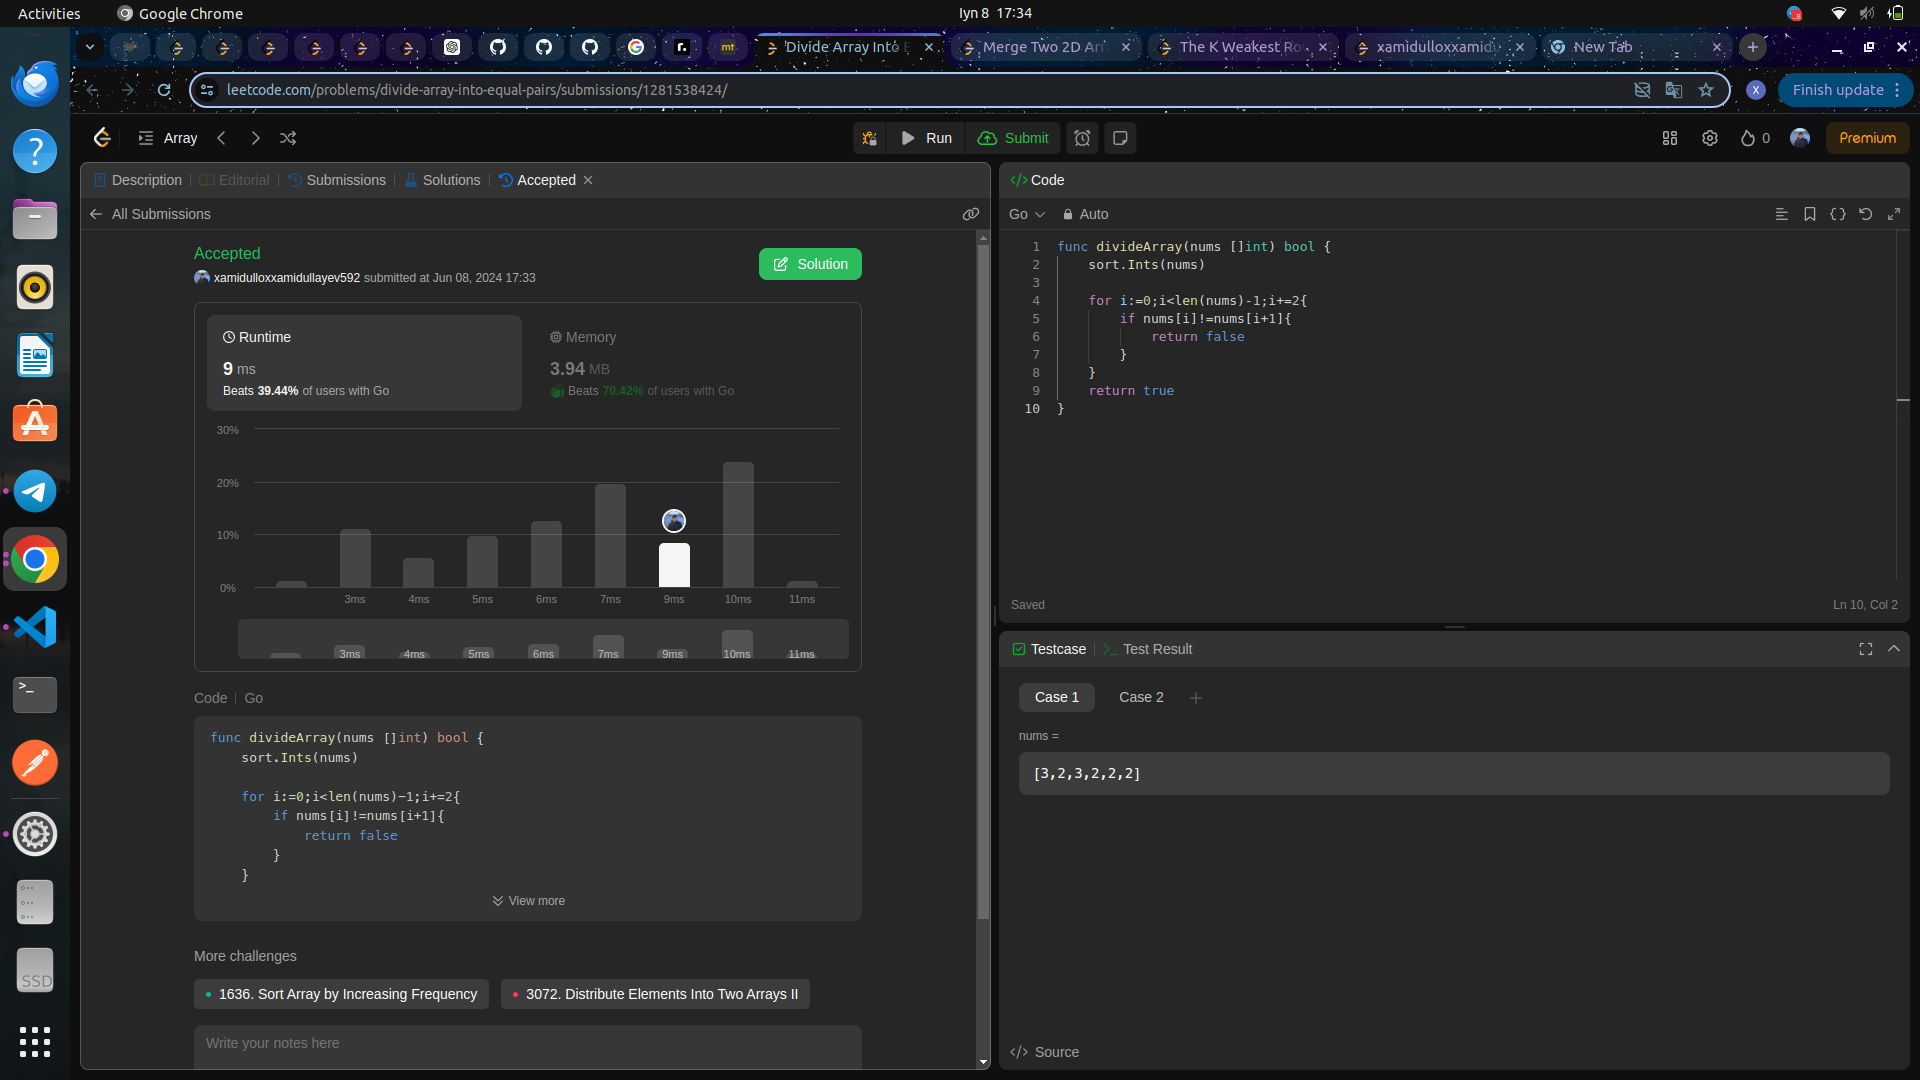 Activities
Google Chrome
Iyn 8 17:34
Divide Array Into E
Merge Two 2D Arr
The K Weakest Ro
xamidulloxxamidu
New Tab
leetcode.com/problems/divide-array-into-equal-pairs/submissions/1281538424/
X
Finish update
Array
Run
Submit
0
Premium
Description
Editorial
Submissions
Solutions
Accepted
All Submissions
Accepted
xamidulloxxamidullayev592 submitted at Jun 08, 2024 17:33
Solution
Runtime
9 ms
Beats 39.44% of users with Go
Memory
3.94 MB
Beats 70.42% of users with Go
30%
20%
10%
0%
3ms 4ms 5ms 6ms 7ms 9ms 10ms 11ms
3ms 4ms 5ms 6ms 7ms 9ms 10ms 11ms
Code
Go
func divideArray(nums []int) bool {
sort.Ints(nums)
for i:=0;i<len(nums)-1;i+=2{
if nums[i]!=nums[i+1]{
return false
}
}
View more
More challenges
1636. Sort Array by Increasing Frequency
3072. Distribute Elements Into Two Arrays II
Write your notes here
Code
Go
Auto
1 func divideArray(nums []int) bool {
2 sort.Ints(nums)
3
4 for i:=0;i<len(nums)-1;i+=2{
5 if nums[i]!=nums[i+1]{
6 return false
7 }
8 }
9 return true
10 }
Saved
Ln 10, Col 2
Testcase
Test Result
Case 1
Case 2
nums =
[3,2,3,2,2,2]
Source
SSD